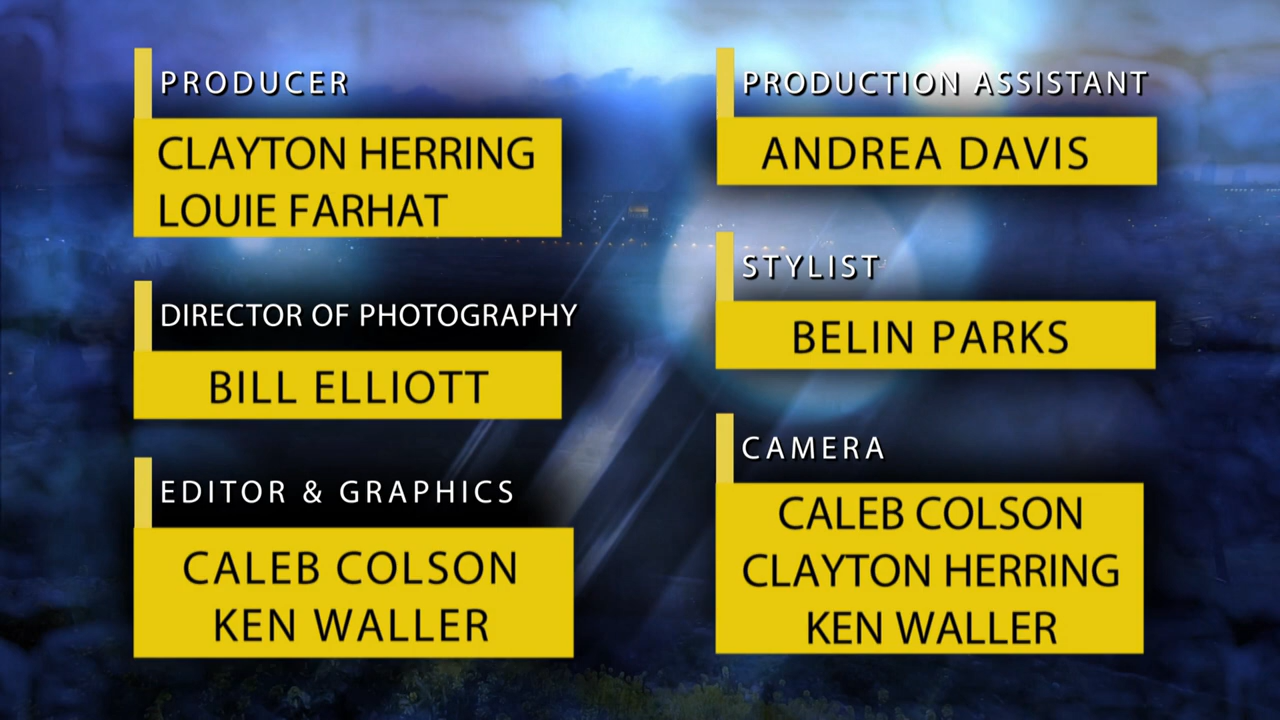 PRODUCER
CLAYTON HERRING
LOUIE FARHAT
DIRECTOR OF PHOTOGRAPHY
BILL ELLIOTT
EDITOR & GRAPHICS
CALEB COLSON
KEN WALLER
PRODUCTION ASSISTANT
ANDREA DAVIS
STYLIST
BELIN PARKS
CAMERA
CALEB COLSON
CLAYTON HERRING
KEN WALLER